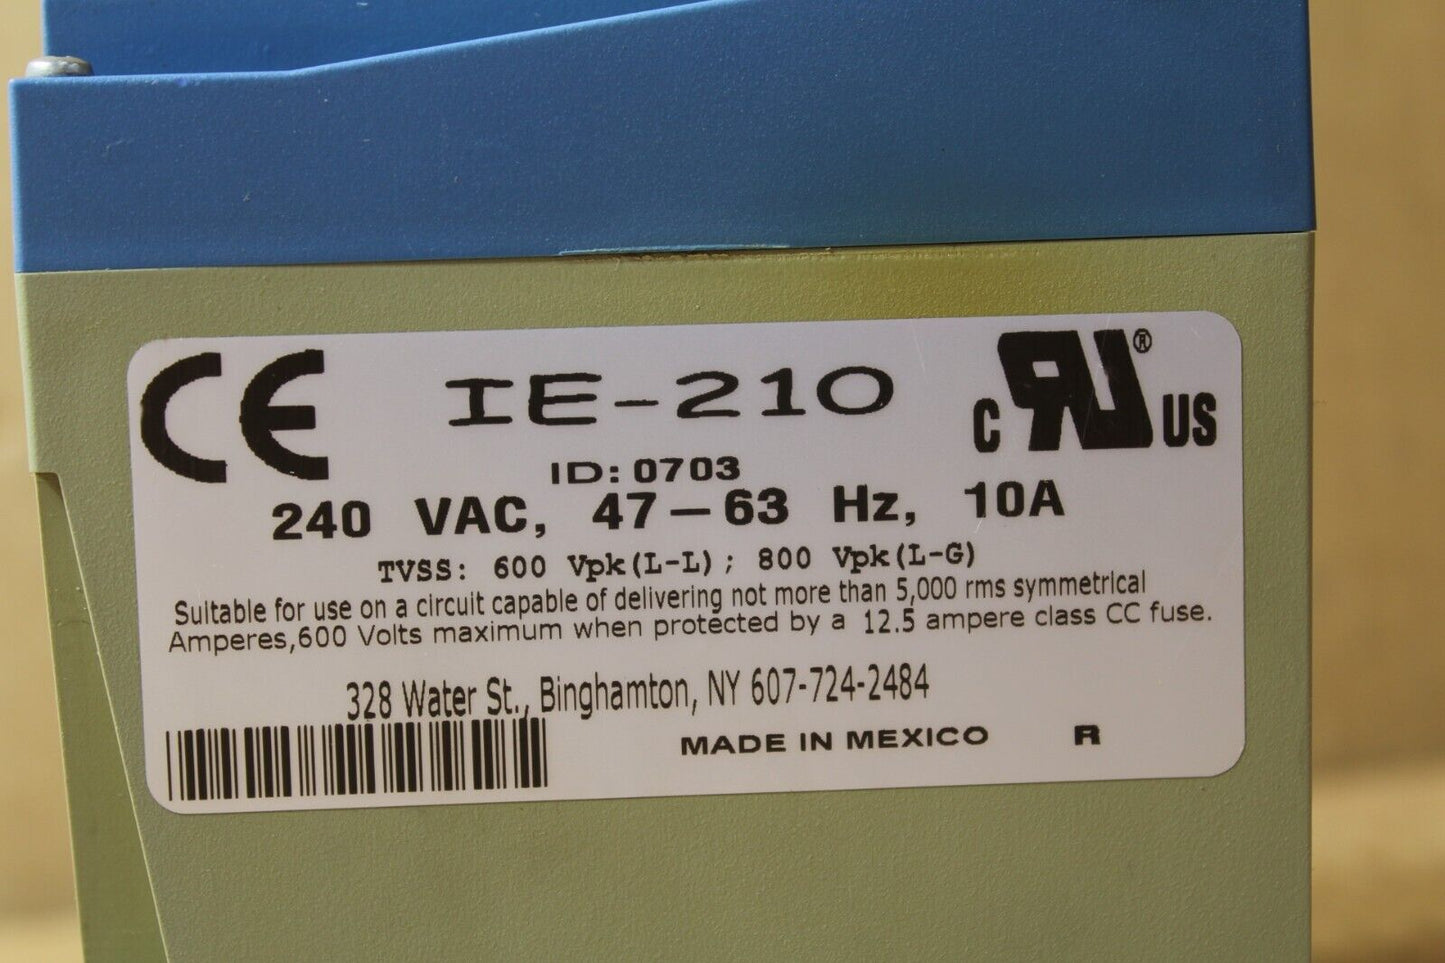 CE IE-210 c RU® US
ID: 0703
240 VAC, 47-63 Hz, 10A
TVSS: 600 Vpk(L-L); 800 Vpk(L-G)
Suitable for use on a circuit capable of delivering not more than 5,000 rms symmetrical
Amperes,600 Volts maximum when protected by a 12.5 ampere class CC fuse.
328 Water St., Binghamton, NY 607-724-2484
MADE IN MEXICO R